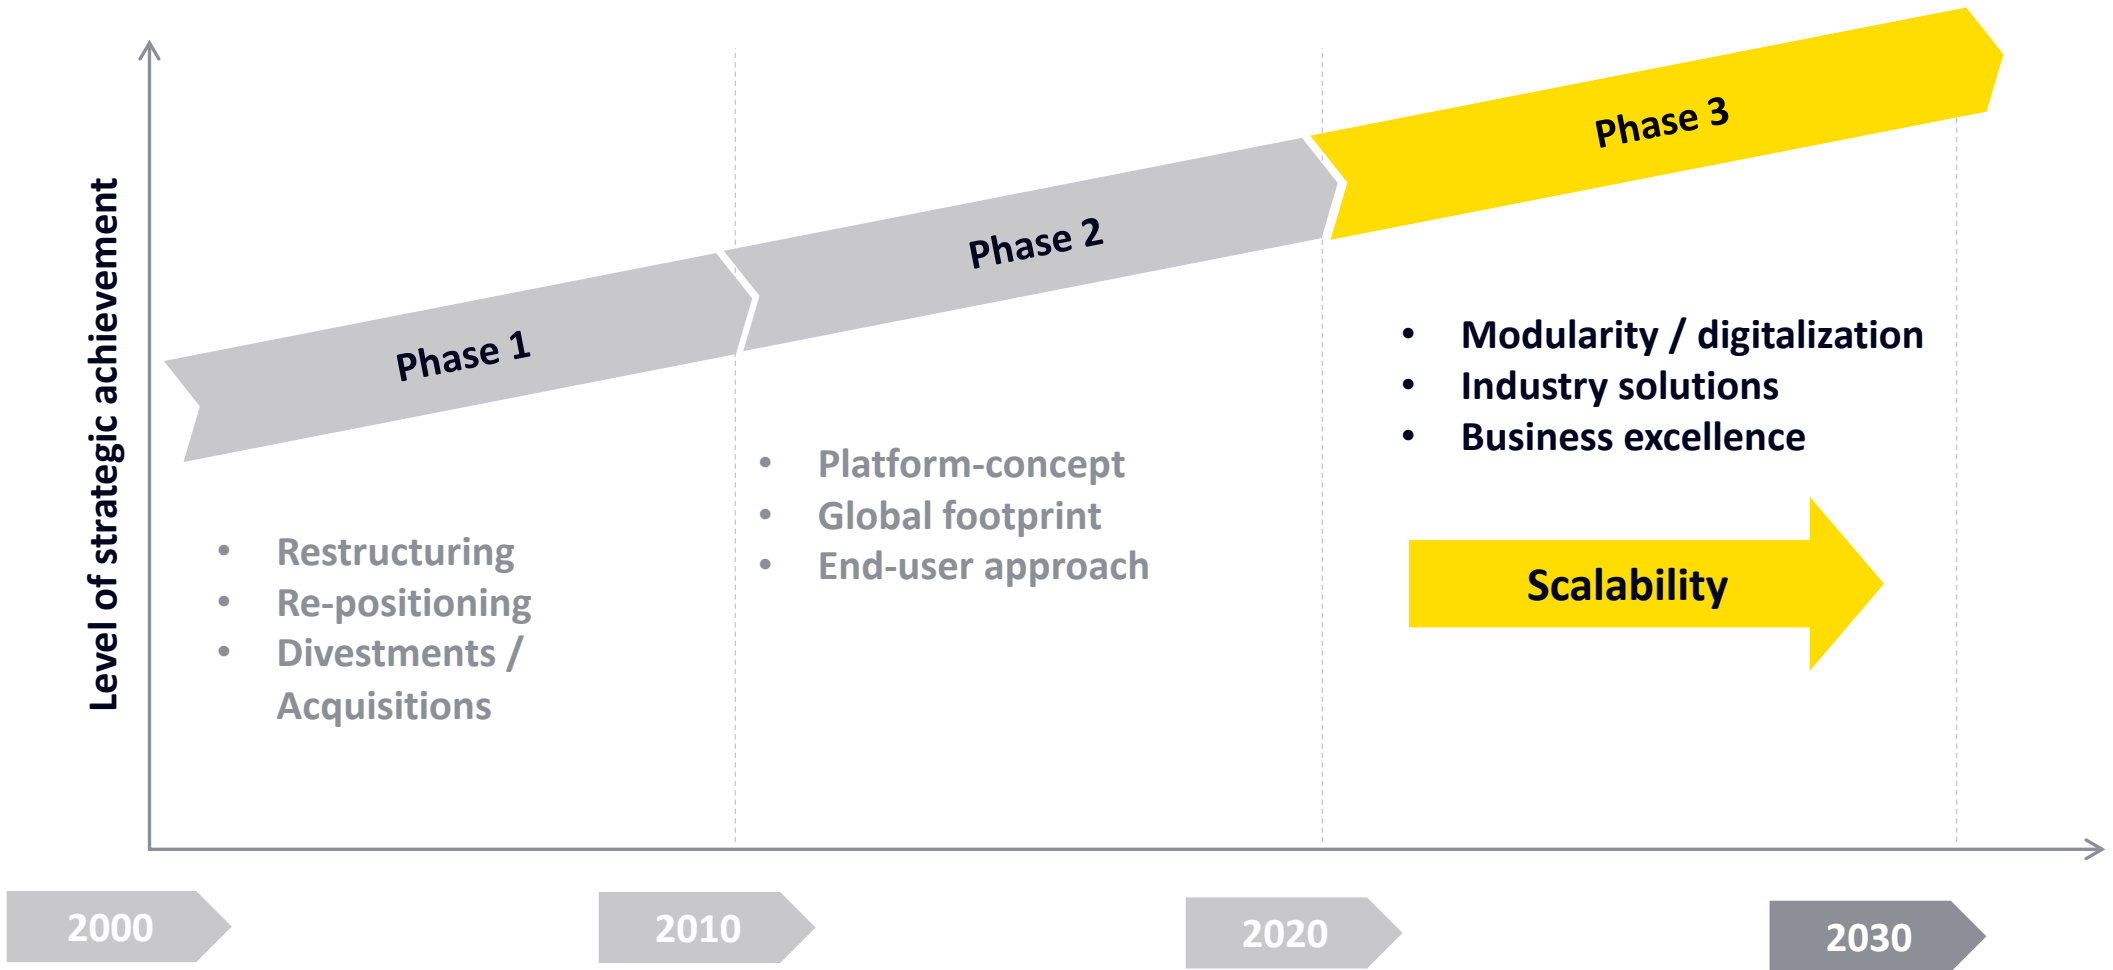 Level of strategic achievement
Phase 1
Phase 2
Phase 3
• Restructuring
• Re-positioning
• Divestments /
Acquisitions
• Platform-concept
• Global footprint
• End-user approach
• Modularity / digitalization
• Industry solutions
• Business excellence
Scalability
2000
2010
2020
2030